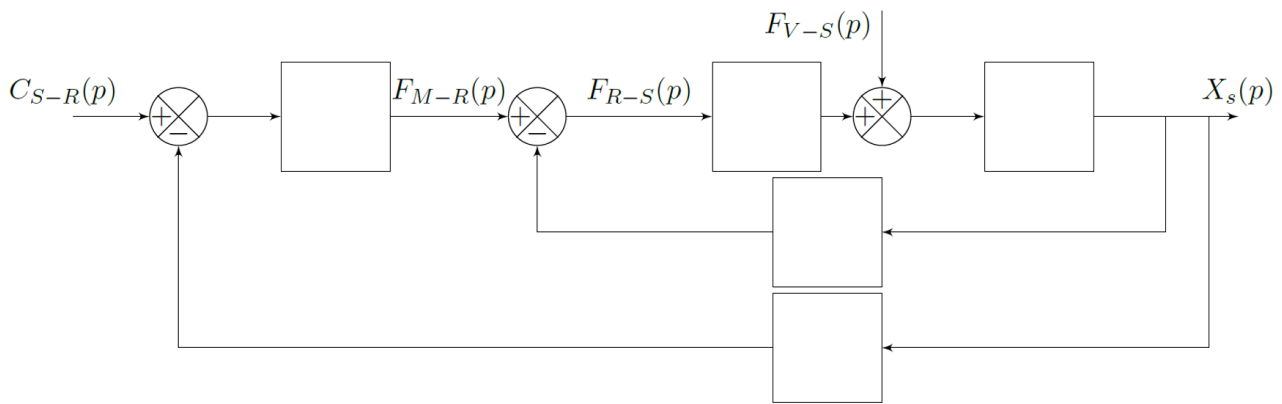 F_{V-S}(p)
C_{S-R}(p) F_{M-R}(p) F_{R-S}(p) X_s(p)
+ − + − + +